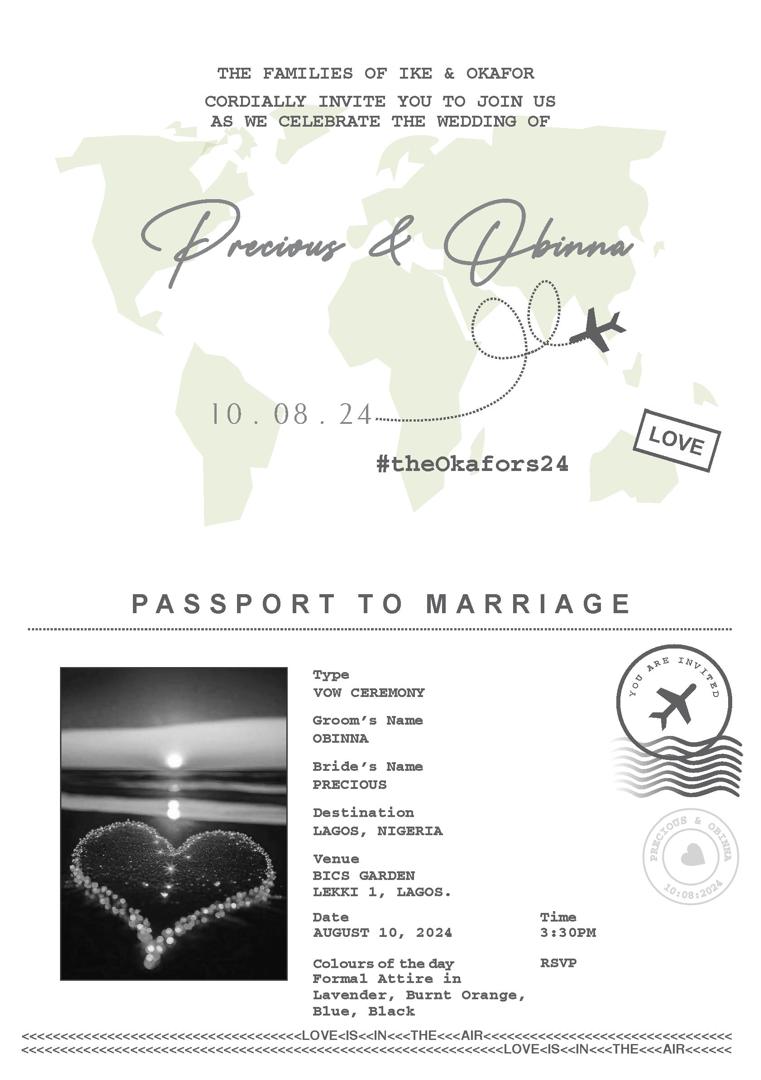 THE FAMILIES OF IKE & OKAFOR
CORDIALLY INVITE YOU TO JOIN US
AS WE CELEBRATE THE WEDDING OF
Precious & Obinna
10 . 08 . 24
#theOkafors24
LOVE
PASSPORT TO MARRIAGE
YOU ARE INVITED
Type
VOW CEREMONY
Groom's Name
OBINNA
Bride's Name
PRECIOUS
Destination
LAGOS, NIGERIA
PRECIOUS & OBINNA
10:08:2024
Venue
BICS GARDEN
LEKKI 1, LAGOS.
Date
AUGUST 10, 2024
Time
3:30PM
Colours of the day
Formal Attire in
Lavender, Burnt Orange,
Blue, Black
RSVP
<<<<<<<<<<<<<<<<<<<<<<<<<<<<<<<<<<<<LOVE<IS<<IN<<<THE<<<AIR<<<<<<<<<<<<<<<<<<<<<<<<<<<<<<<<
<<<<<<<<<<<<<<<<<<<<<<<<<<<<<<<<<<<<<<<<<<<<<<<<<<<<<<<<<<<<<<LOVE<IS<<IN<<<THE<<<AIR<<<<<<